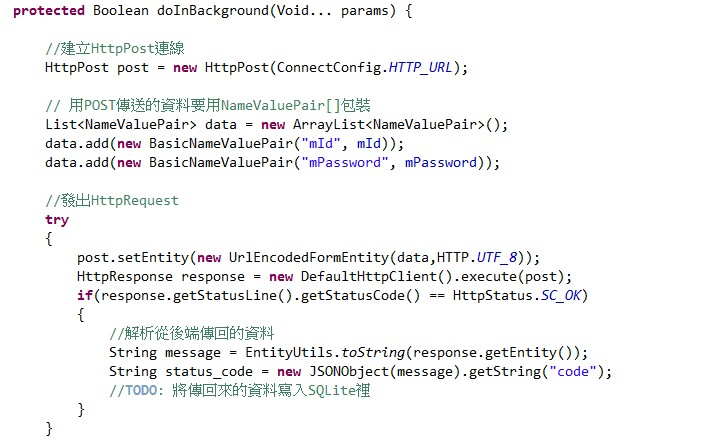 protected Boolean doInBackground(Void... params) {
//建立HttpPost連線
HttpPost post = new HttpPost(ConnectConfig.HTTP_URL);
// 用POST傳送的資料要用NameValuePair[]包裝
List<NameValuePair> data = new ArrayList<NameValuePair>();
data.add(new BasicNameValuePair("mId", mId));
data.add(new BasicNameValuePair("mPassword", mPassword));
//發出HttpRequest
try
{
post.setEntity(new UrlEncodedFormEntity(data,HTTP.UTF_8));
HttpResponse response = new DefaultHttpClient().execute(post);
if(response.getStatusLine().getStatusCode() == HttpStatus.SC_OK)
{
//解析從後端傳回的資料
String message = EntityUtils.toString(response.getEntity());
String status_code = new JSONObject(message).getString("code");
//TODO: 將傳回來的資料寫入SQLite裡
}
}